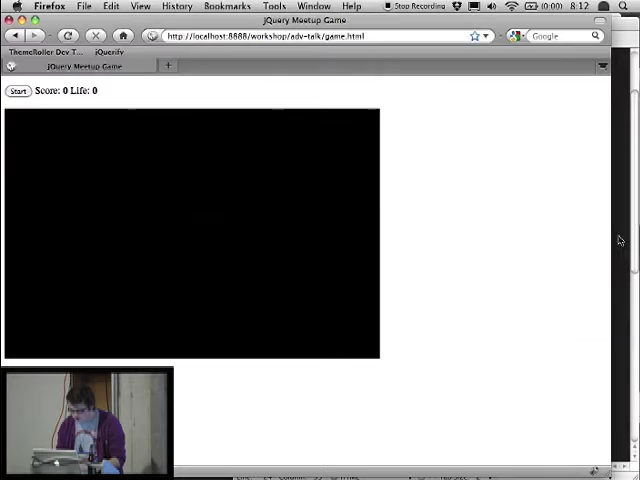 Firefox File Edit View History Bookmarks Tools Window Help Stop Recording (0:00) 8:12
jQuery Meetup Game
http://localhost:8888/workshop/adv-talk/game.html Google
ThemeRoller Dev T... jQuerify
jQuery Meetup Game
Start Score: 0 Life: 0